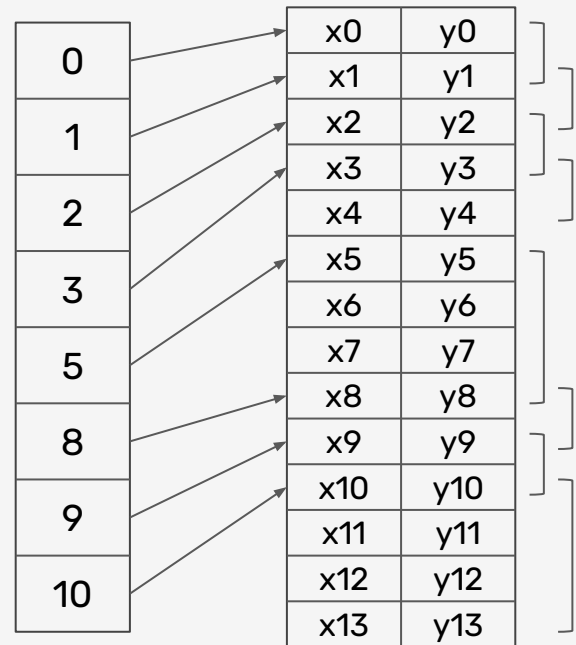 0
1
2
3
5
8
9
10
x0 y0
x1 y1
x2 y2
x3 y3
x4 y4
x5 y5
x6 y6
x7 y7
x8 y8
x9 y9
x10 y10
x11 y11
x12 y12
x13 y13